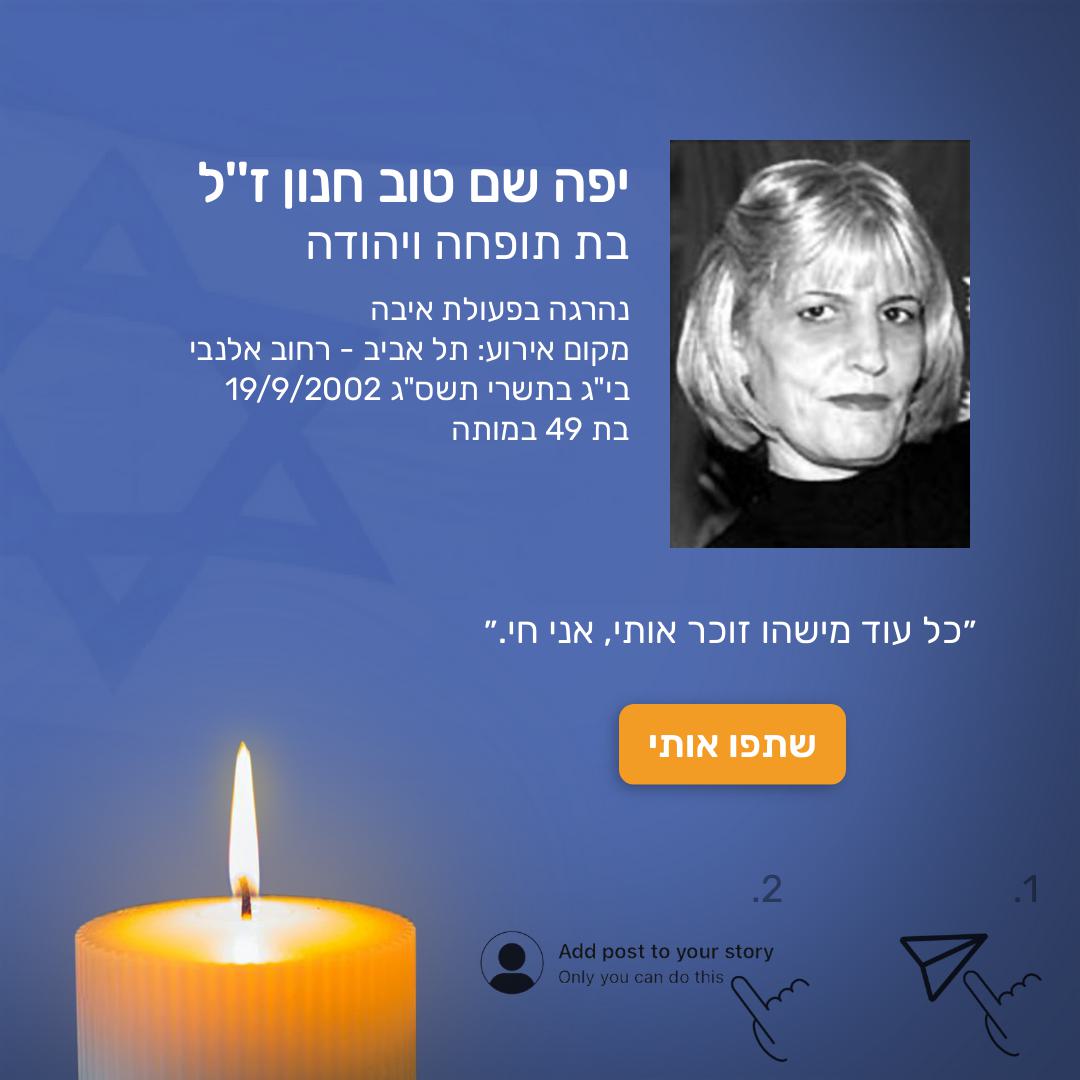 יפה שם טוב חנון ז"ל
בת תופחה ויהודה
נהרגה בפעולת איבה
מקום אירוע: תל אביב - רחוב אלנבי
בי"ג בתשרי תשס"ג 19/9/2002
בת 49 במותה
״כל עוד מישהו זוכר אותי, אני חי.״
שתפו אותי
1.
2.
Add post to your story
Only you can do this